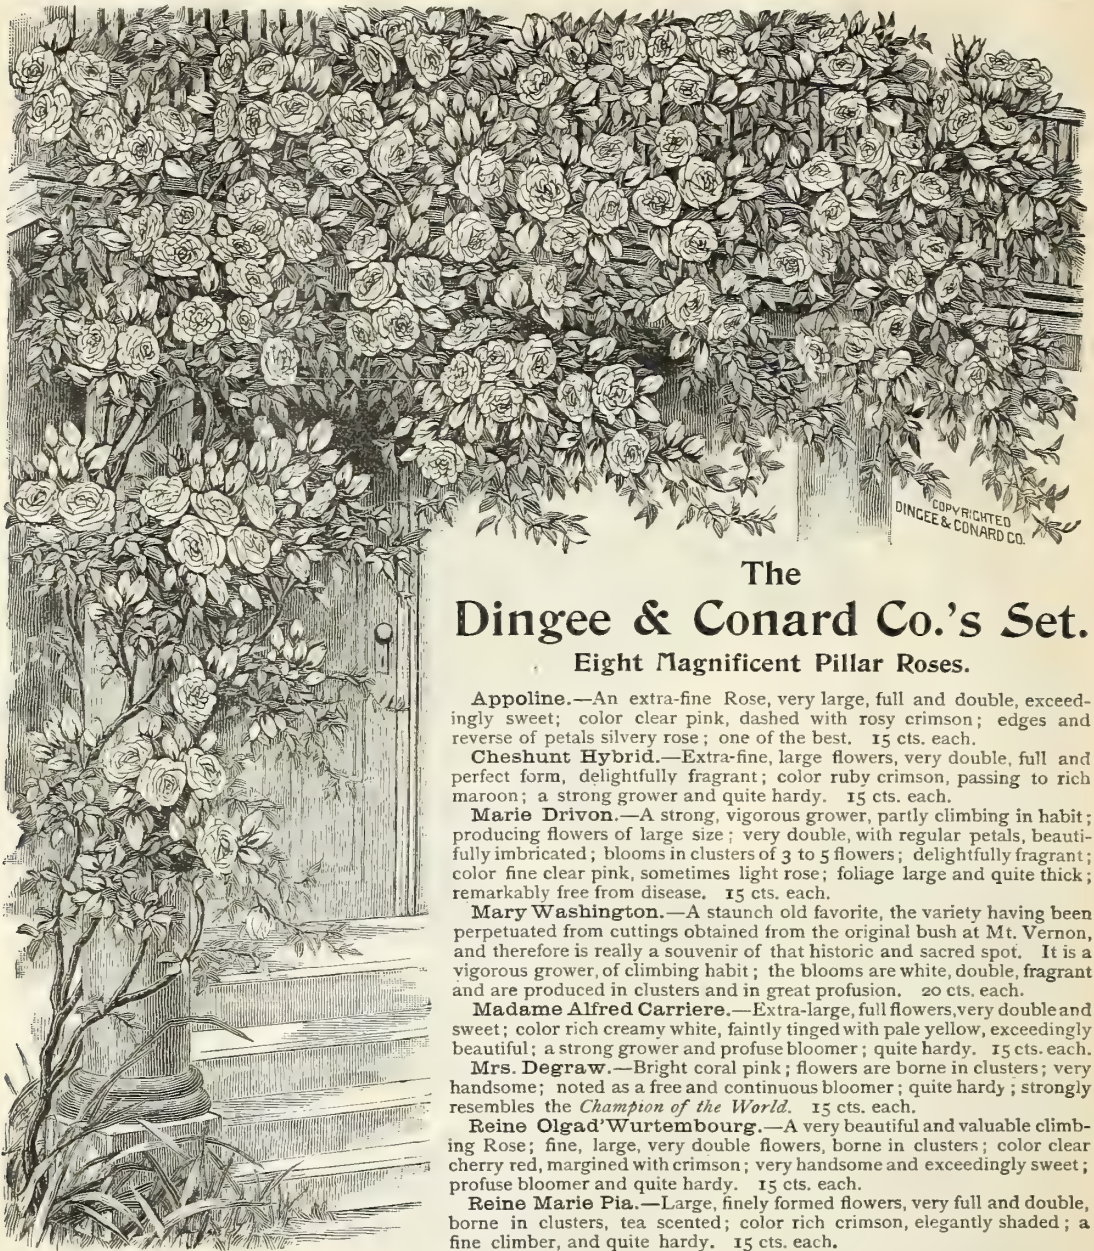 COPYRIGHTED
DINGEE & CONARD CO.
The
Dingee & Conard Co.'s Set.
Eight Magnificent Pillar Roses.
Appoline.—An extra-fine Rose, very large, full and double, exceed-
ingly sweet; color clear pink, dashed with rosy crimson; edges and
reverse of petals silvery rose; one of the best. 15 cts. each.
Cheshunt Hybrid.—Extra-fine, large flowers, very double, full and
perfect form, delightfully fragrant; color ruby crimson, passing to rich
maroon; a strong grower and quite hardy. 15 cts. each.
Marie Drivon.—A strong, vigorous grower, partly climbing in habit;
producing flowers of large size; very double, with regular petals, beauti-
fully imbricated; blooms in clusters of 3 to 5 flowers; delightfully fragrant;
color fine clear pink, sometimes light rose; foliage large and quite thick;
remarkably free from disease. 15 cts. each.
Mary Washington.—A staunch old favorite, the variety having been
perpetuated from cuttings obtained from the original bush at Mt. Vernon,
and therefore is really a souvenir of that historic and sacred spot. It is a
vigorous grower, of climbing habit; the blooms are white, double, fragrant
and are produced in clusters and in great profusion. 20 cts. each.
Madame Alfred Carriere.—Extra-large, full flowers, very double and
sweet; color rich creamy white, faintly tinged with pale yellow, exceedingly
beautiful; a strong grower and profuse bloomer; quite hardy. 15 cts. each.
Mrs. Degraw.—Bright coral pink; flowers are borne in clusters; very
handsome; noted as a free and continuous bloomer; quite hardy; strongly
resembles the Champion of the World. 15 cts. each.
Reine Olgad'Wurtembourg.—A very beautiful and valuable climb-
ing Rose; fine, large, very double flowers, borne in clusters; color clear
cherry red, margined with crimson; very handsome and exceedingly sweet;
profuse bloomer and quite hardy. 15 cts. each.
Reine Marie Pia.—Large, finely formed flowers, very full and double,
borne in clusters, tea scented; color rich crimson, elegantly shaded; a
fine climber, and quite hardy. 15 cts. each.